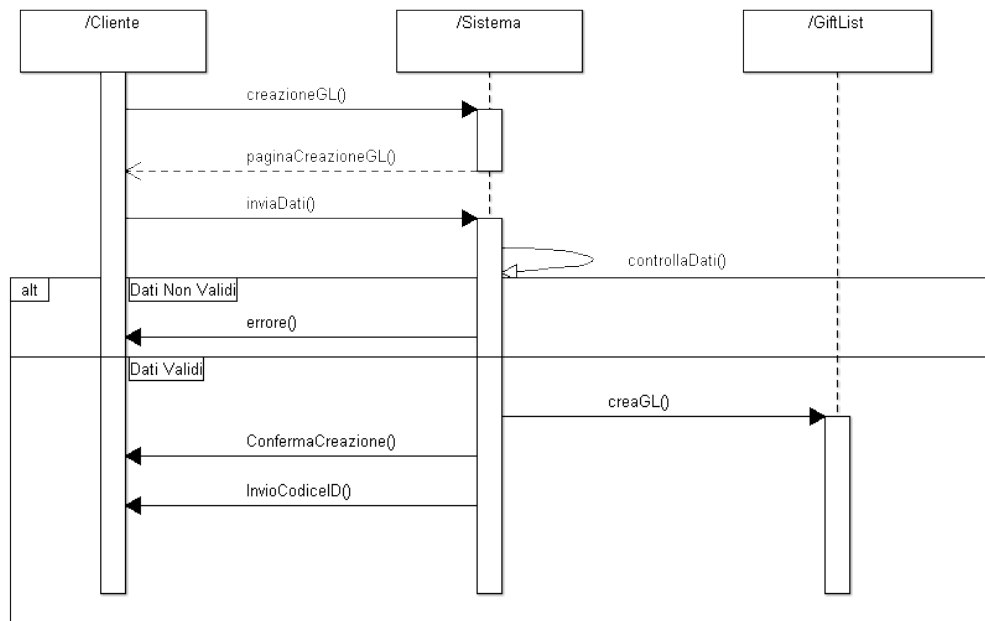 /Cliente
/Sistema
/GiftList
creazioneGL()
paginaCreazioneGL()
inviaDati()
controllaDati()
alt
Dati Non Validi
errore()
Dati Validi
creaGL()
ConfermaCreazione()
InvioCodiceID()